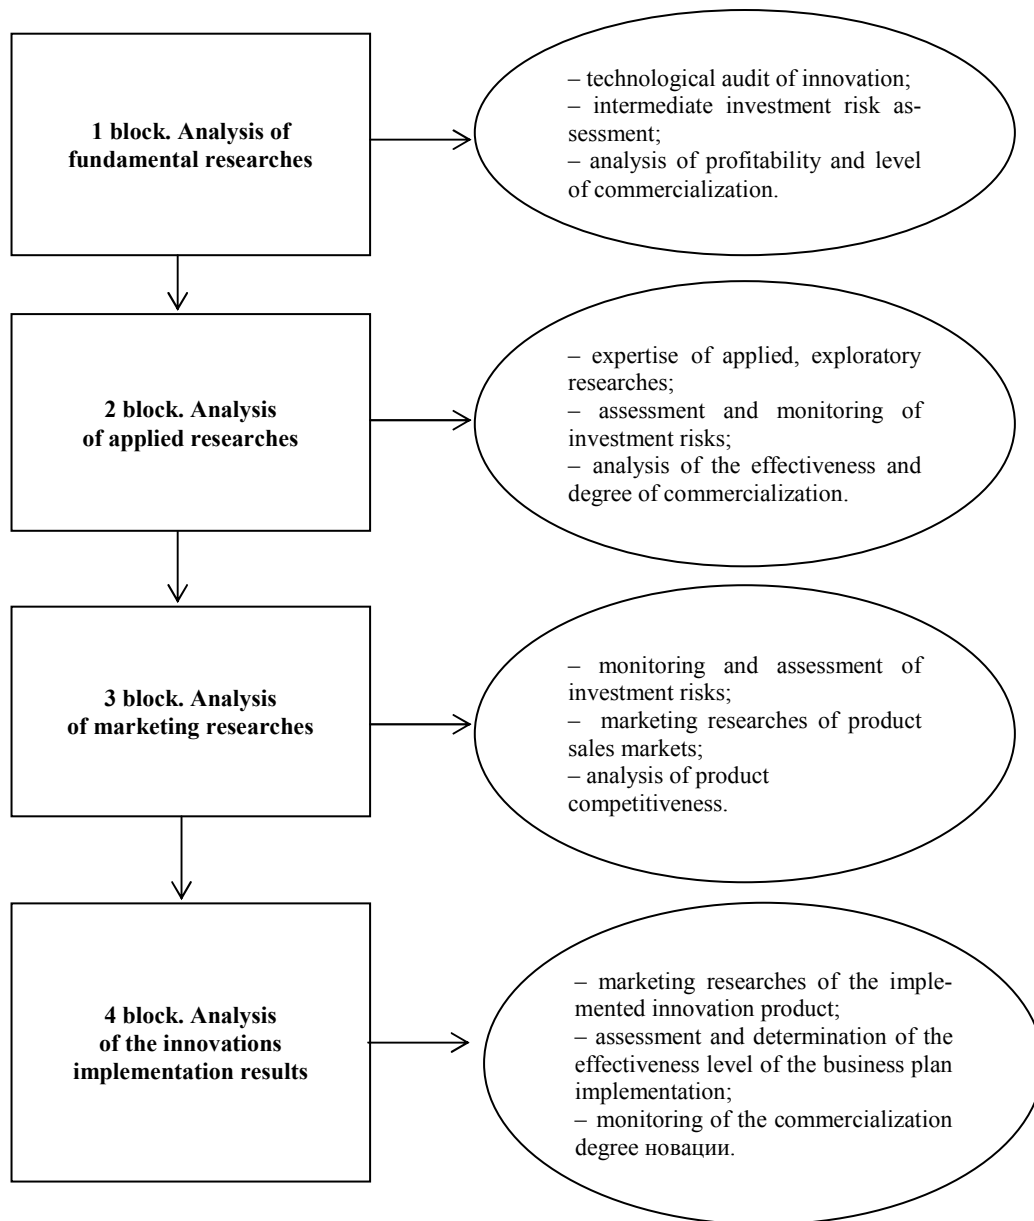 1 block. Analysis of
fundamental researches
– technological audit of innovation;
– intermediate investment risk as-
sessment;
– analysis of profitability and level
of commercialization.
2 block. Analysis
of applied researches
– expertise of applied, exploratory
researches;
– assessment and monitoring of
investment risks;
– analysis of the effectiveness and
degree of commercialization.
3 block. Analysis
of marketing researches
– monitoring and assessment of
investment risks;
– marketing researches of product
sales markets;
– analysis of product
competitiveness.
4 block. Analysis
of the innovations
implementation results
– marketing researches of the imple-
mented innovation product;
– assessment and determination of the
effectiveness level of the business plan
implementation;
– monitoring of the commercialization
degree новации.